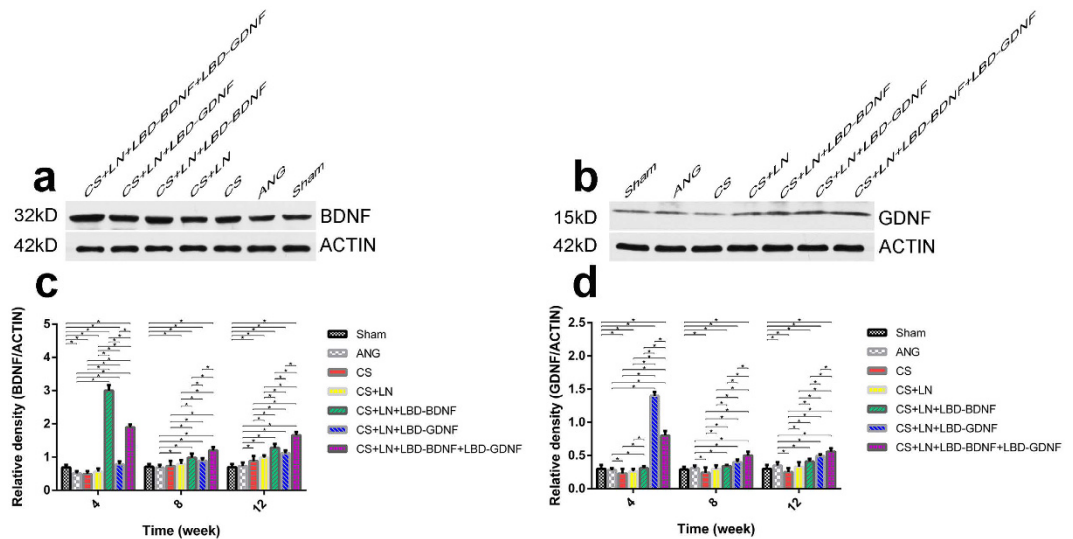 a
CS+LN+LBD-BDNF+LBD-GDNF
CS+LN+LBD-GDNF
CS+LN+LBD-BDNF
CS+LN
CS
ANG
Sham
32kD
BDNF
42kD
ACTIN
b
Sham
ANG
CS
CS+LN
CS+LN+LBD-BDNF
CS+LN+LBD-GDNF
CS+LN+LBD-BDNF+LBD-GDNF
15kD
GDNF
42kD
ACTIN
c
Relative density (BDNF/ACTIN)
5
4
3
2
1
0
4
8
12
Time (week)
Sham
ANG
CS
CS+LN
CS+LN+LBD-BDNF
CS+LN+LBD-GDNF
CS+LN+LBD-BDNF+LBD-GDNF
d
Relative density (GDNF/ACTIN)
2.5
2.0
1.5
1.0
0.5
0.0
4
8
12
Time (week)
Sham
ANG
CS
CS+LN
CS+LN+LBD-BDNF
CS+LN+LBD-GDNF
CS+LN+LBD-BDNF+LBD-GDNF